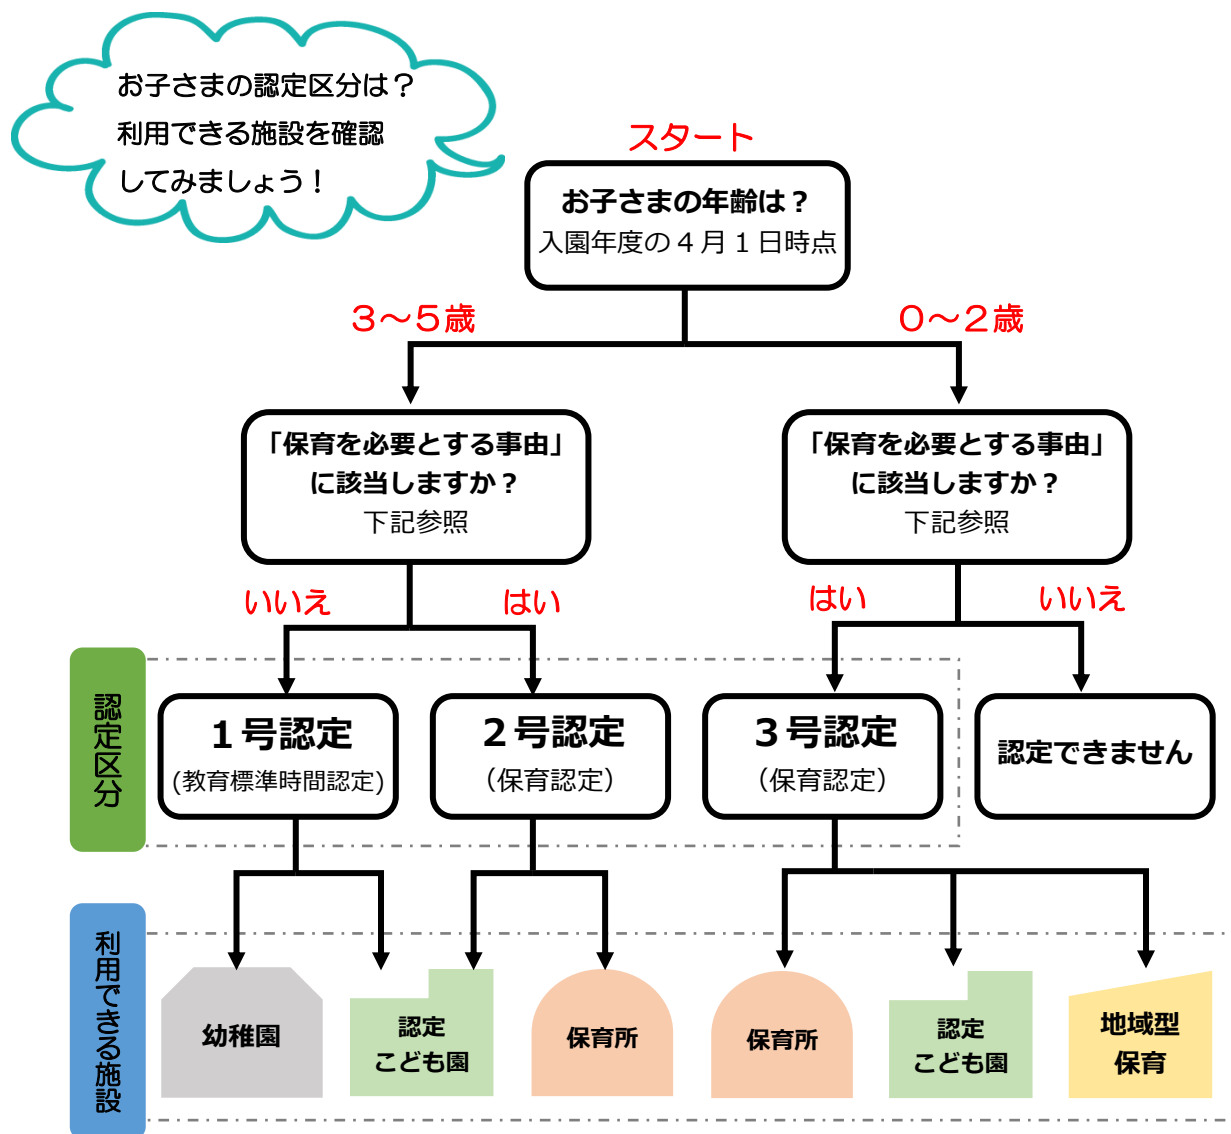 お子さまの認定区分は？
利用できる施設を確認
してみましょう！
スタート
お子さまの年齢は？
入園年度の４月１日時点
３～５歳
０～２歳
「保育を必要とする事由」
に該当しますか？
下記参照
「保育を必要とする事由」
に該当しますか？
下記参照
いいえ
はい
はい
いいえ
認定区分
１号認定
(教育標準時間認定)
２号認定
（保育認定）
３号認定
（保育認定）
認定できません
利用できる施設
幼稚園
認定
こども園
保育所
保育所
認定
こども園
地域型
保育